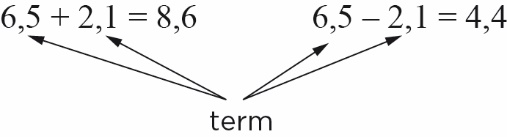 6,5 + 2,1 = 8,6 6,5 – 2,1 = 4,4
term